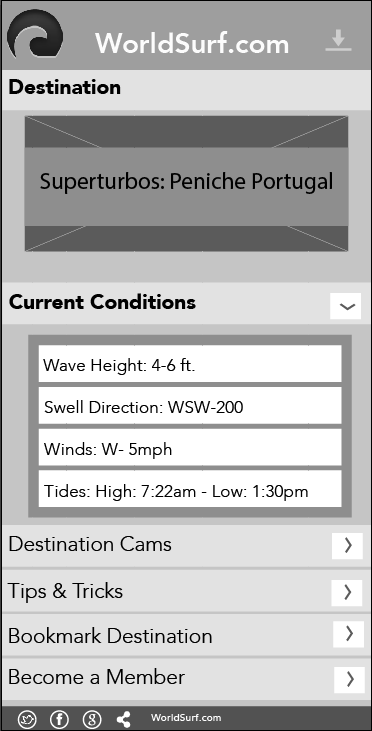 WorldSurf.com
Destination
Superturbos: Peniche Portugal
Current Conditions
Wave Height: 4-6 ft.
Swell Direction: WSW-200
Winds: W- 5mph
Tides: High: 7:22am - Low: 1:30pm
Destination Cams
Tips & Tricks
Bookmark Destination
Become a Member
WorldSurf.com